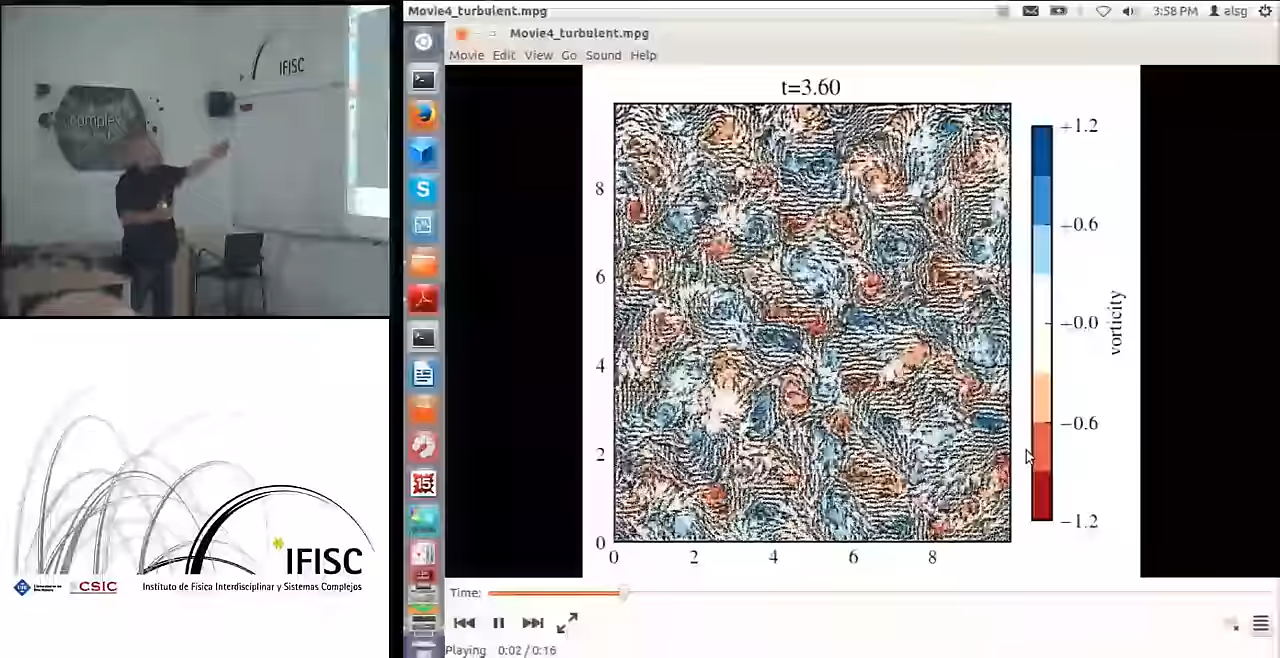 IFISC
complex
IFISC
CSIC
Instituto de Física Interdisciplinar y Sistemas Complejos
Movie4_turbulent.mpg
3:58 PM
alsg
Movie4_turbulent.mpg
Movie Edit View Go Sound Help
t=3.60
8
6
4
2
0
0 2 4 6 8
+1.2
+0.6
+0.0
−0.6
−1.2
vorticity
S
15
Time:
Playing 0:02 / 0:16